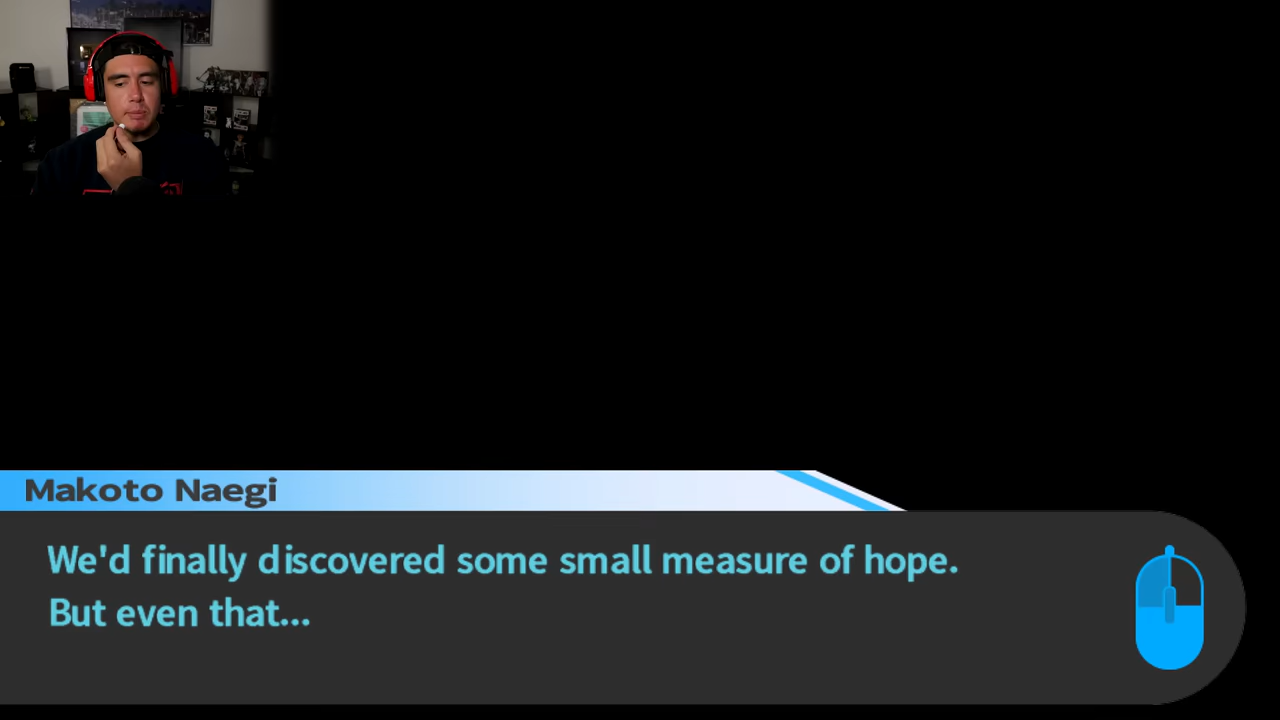 Makoto Naegi
We'd finally discovered some small measure of hope.
But even that...